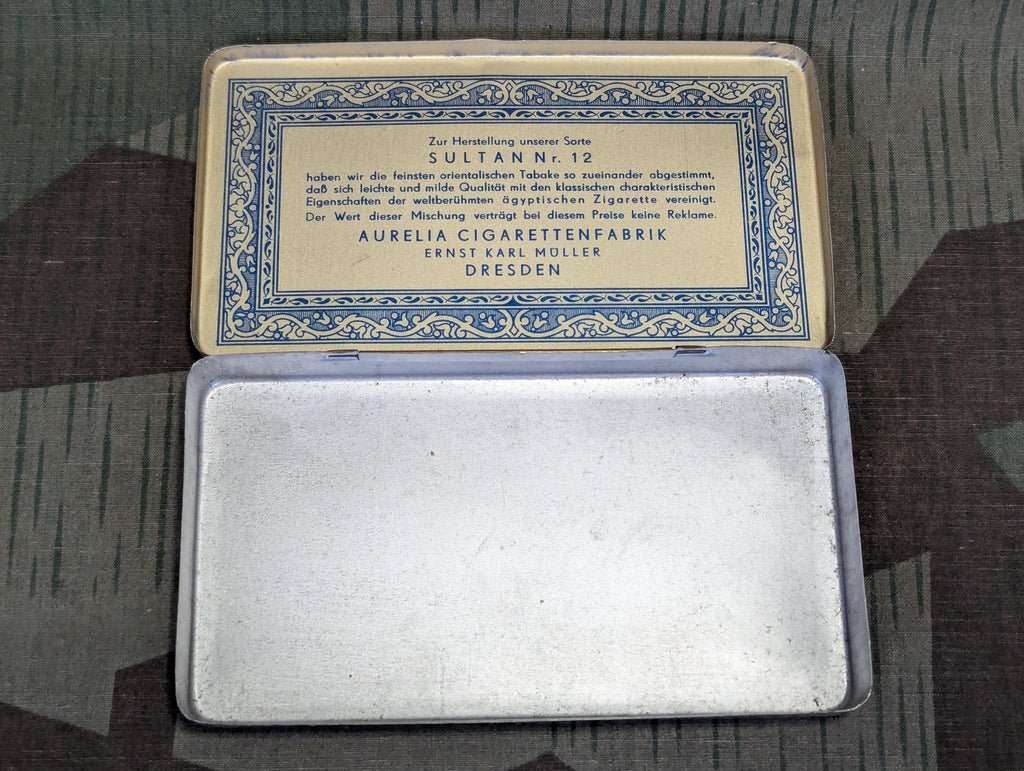 Zur Herstellung unserer Sorte
SULTAN Nr. 12
haben wir die feinsten orientalischen Tabake so zueinander abgestimmt,
daß sich leichte und milde Qualität mit den klassischen charakteristischen
Eigenschaften der weltberühmten ägyptischen Zigarette vereinigt.
Der Wert dieser Mischung verträgt bei diesem Preise keine Reklame.
AURELIA CIGARETTENFABRIK
ERNST KARL MÜLLER
DRESDEN